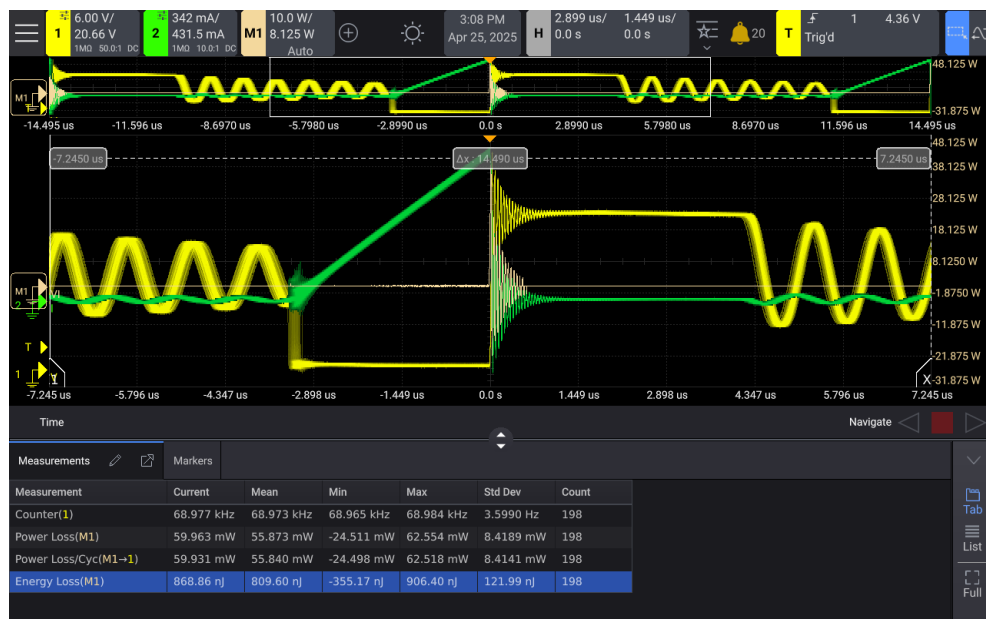 1 6.00 V/ 20.66 V 1MΩ 50.0:1 DC
2 342 mA/ 431.5 mA 1MΩ 10.0:1 DC
M1 10.0 W/ 8.125 W Auto
3:08 PM
Apr 25, 2025
H 2.899 us/ 0.0 s 1.449 us/ 0.0 s
20
T Trig'd 1 4.36 V
48.125 W
M1
-31.875 W
-14.495 us -11.596 us -8.6970 us -5.7980 us -2.8990 us 0.0 s 2.8990 us 5.7980 us 8.6970 us 11.596 us 14.495 us
48.125 W
-7.2450 us Δx : 14.490 us 7.2450 us
38.125 W
28.125 W
18.125 W
8.1250 W
M1
-1.8750 W
2
-11.875 W
T
-21.875 W
1
X
-31.875 W
-7.245 us -5.796 us -4.347 us -2.898 us -1.449 us 0.0 s 1.449 us 2.898 us 4.347 us 5.796 us 7.245 us
Time Navigate
Measurements Markers
Measurement Current Mean Min Max Std Dev Count
Counter(1) 68.977 kHz 68.973 kHz 68.965 kHz 68.984 kHz 3.5990 Hz 198
Power Loss(M1) 59.963 mW 55.873 mW -24.511 mW 62.554 mW 8.4189 mW 198
Power Loss/Cyc(M1→1) 59.931 mW 55.840 mW -24.498 mW 62.518 mW 8.4141 mW 198
Energy Loss(M1) 868.86 nJ 809.60 nJ -355.17 nJ 906.40 nJ 121.99 nJ 198
Tab
List
Full